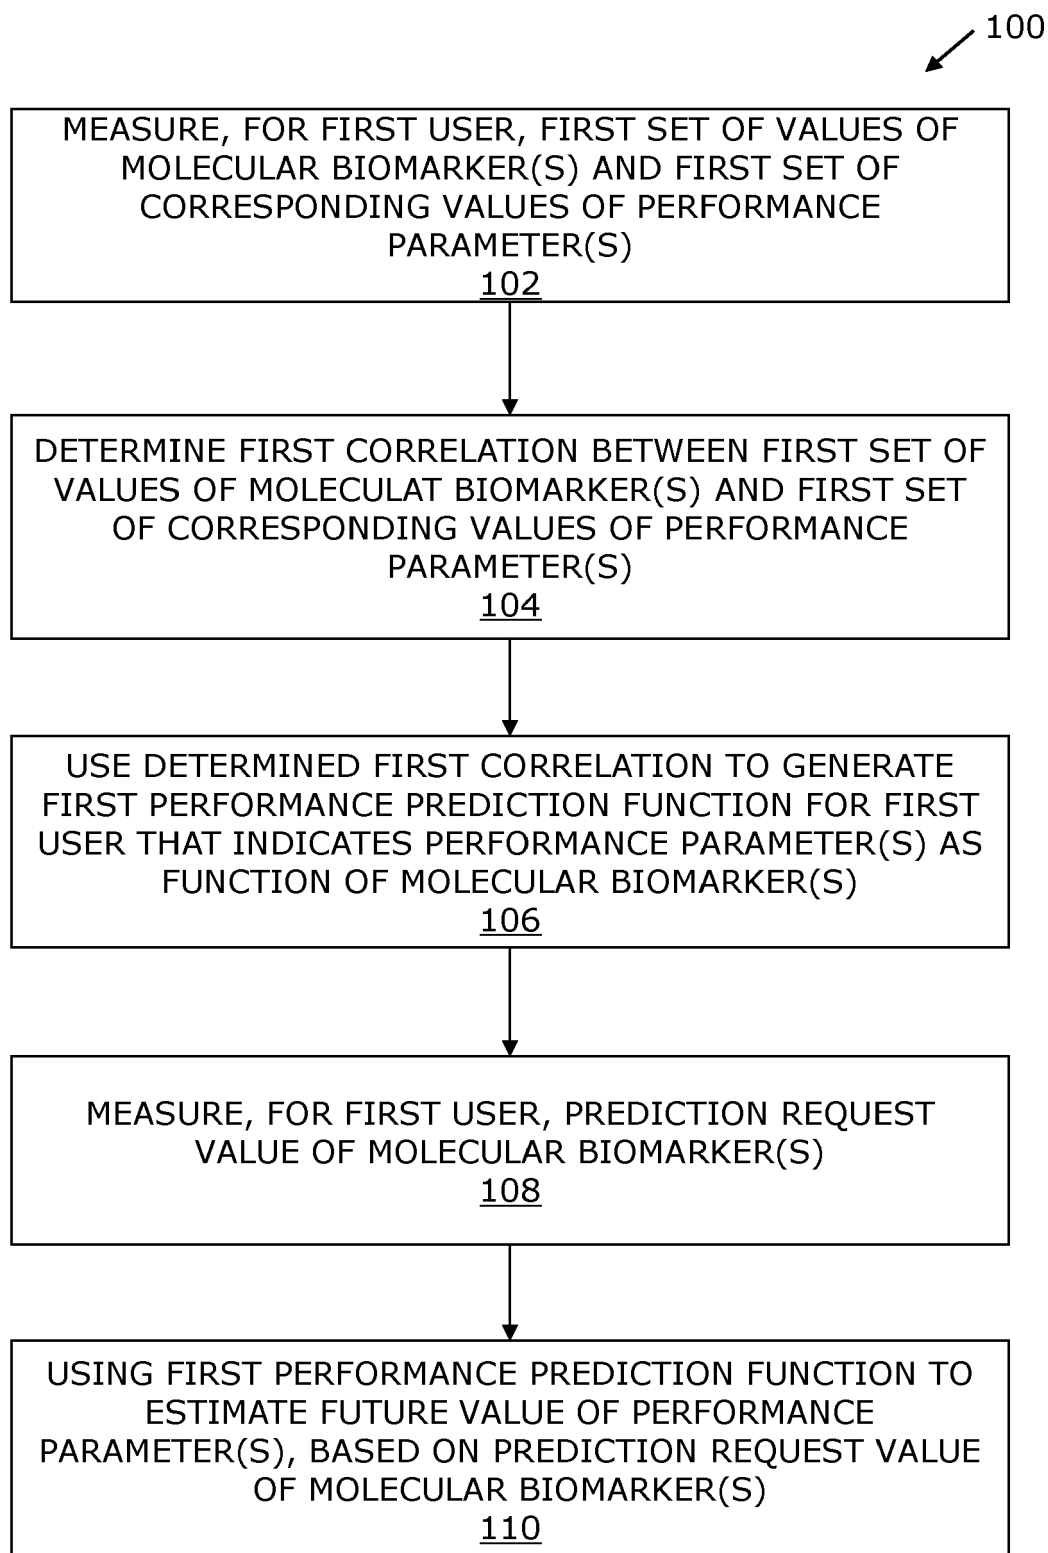 100
MEASURE, FOR FIRST USER, FIRST SET OF VALUES OF
MOLECULAR BIOMARKER(S) AND FIRST SET OF
CORRESPONDING VALUES OF PERFORMANCE
PARAMETER(S)
102
DETERMINE FIRST CORRELATION BETWEEN FIRST SET OF
VALUES OF MOLECULAT BIOMARKER(S) AND FIRST SET
OF CORRESPONDING VALUES OF PERFORMANCE
PARAMETER(S)
104
USE DETERMINED FIRST CORRELATION TO GENERATE
FIRST PERFORMANCE PREDICTION FUNCTION FOR FIRST
USER THAT INDICATES PERFORMANCE PARAMETER(S) AS
FUNCTION OF MOLECULAR BIOMARKER(S)
106
MEASURE, FOR FIRST USER, PREDICTION REQUEST
VALUE OF MOLECULAR BIOMARKER(S)
108
USING FIRST PERFORMANCE PREDICTION FUNCTION TO
ESTIMATE FUTURE VALUE OF PERFORMANCE
PARAMETER(S), BASED ON PREDICTION REQUEST VALUE
OF MOLECULAR BIOMARKER(S)
110